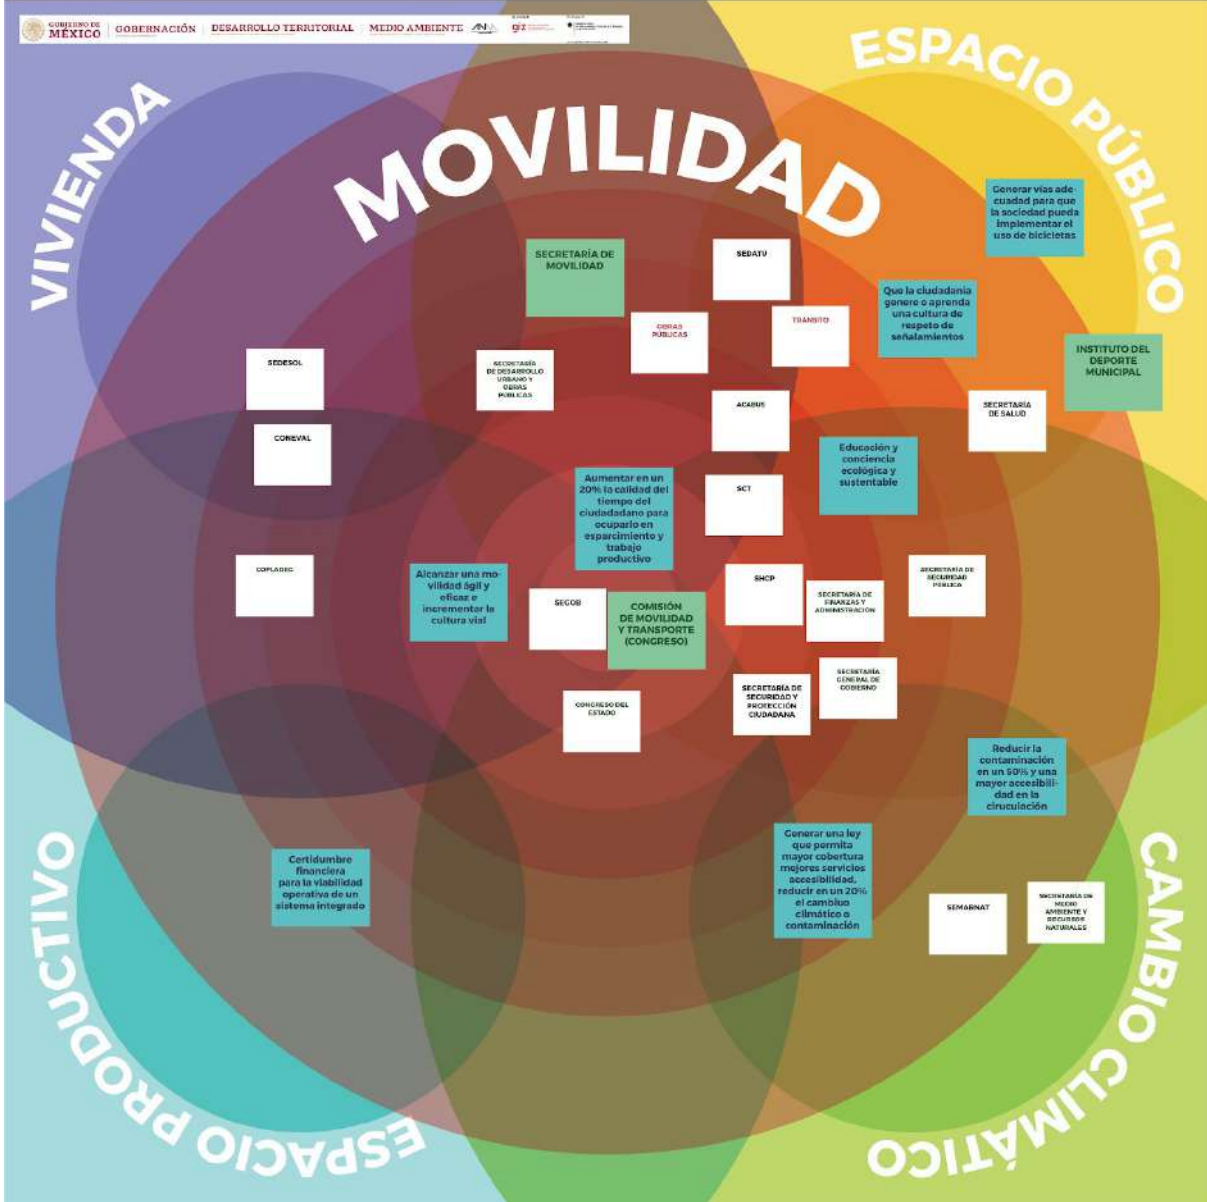 GOBIERNO DE
MÉXICO
GOBERNACIÓN
DESARROLLO TERRITORIAL
MEDIO AMBIENTE
giz
VIVIENDA
MOVILIDAD
ESPACIO PÚBLICO
Generar vías ade-
cuadad para que
la sociedad pueda
implementar el
uso de bicicletas
SECRETARÍA DE
MOVILIDAD
SEDATU
Que la ciudadanía
genere o aprenda
una cultura de
respeto de
señalamientos
OBRAS
PÚBLICAS
TRÁNSITO
INSTITUTO DEL
DEPORTE
MUNICIPAL
SEDESOL
SECRETARÍA
DE DESARROLLO
URBANO Y
OBRAS
PÚBLICAS
ACABUS
SECRETARÍA
DE SALUD
CONEVAL
Educación y
conciencia
ecológica y
sustentable
Aumentar en un
20% la calidad del
tiempo del
ciudadadano para
ocuparlo en
esparcimiento y
trabajo
productivo
SCT
COPLADEG
Alcanzar una mo-
vilidad ágil y
eficaz e
incrementar la
cultura vial
SEGOB
COMISIÓN
DE MOVILIDAD
Y TRANSPORTE
(CONGRESO)
SHCP
SECRETARÍA DE
FINANZAS Y
ADMINISTRACIÓN
SECRETARÍA DE
SEGURIDAD
PÚBLICA
CONGRESO DEL
ESTADO
SECRETARÍA DE
SEGURIDAD Y
PROTECCIÓN
CIUDADANA
SECRETARÍA
GENERAL DE
GOBIERNO
Reducir la
contaminación
en un 50% y una
mayor accesibili-
dad en la
ciruculación
Certidumbre
financiera
para la viabilidad
operativa de un
sistema integrado
Generar una ley
que permita
mayor cobertura
mejores servicios
accesibilidad,
reducir en un 20%
el cambiuo
climático o
contaminación
SEMARNAT
SECRETARÍA DE
MEDIO
AMBIENTE Y
RECURSOS
NATURALES
ESPACIO PRODUCTIVO
CAMBIO CLIMÁTICO